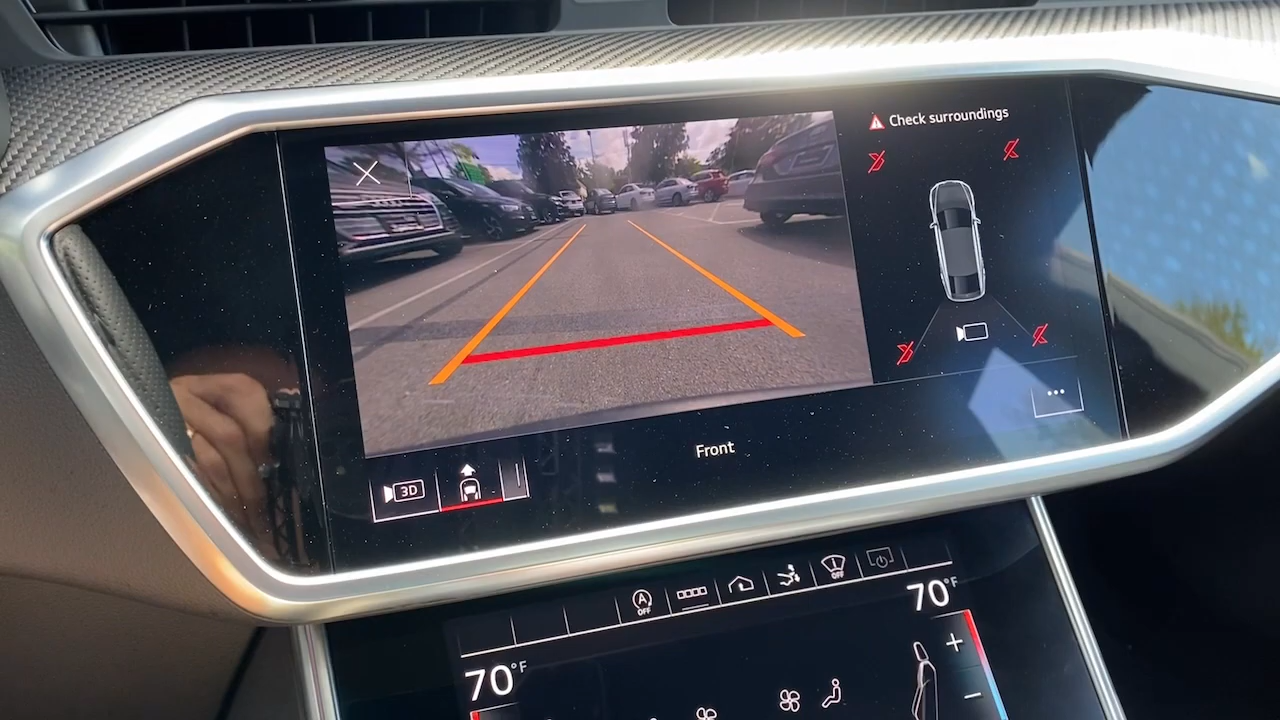 Check surroundings
Front
3D
A
OFF
OFF
70°F
70°F